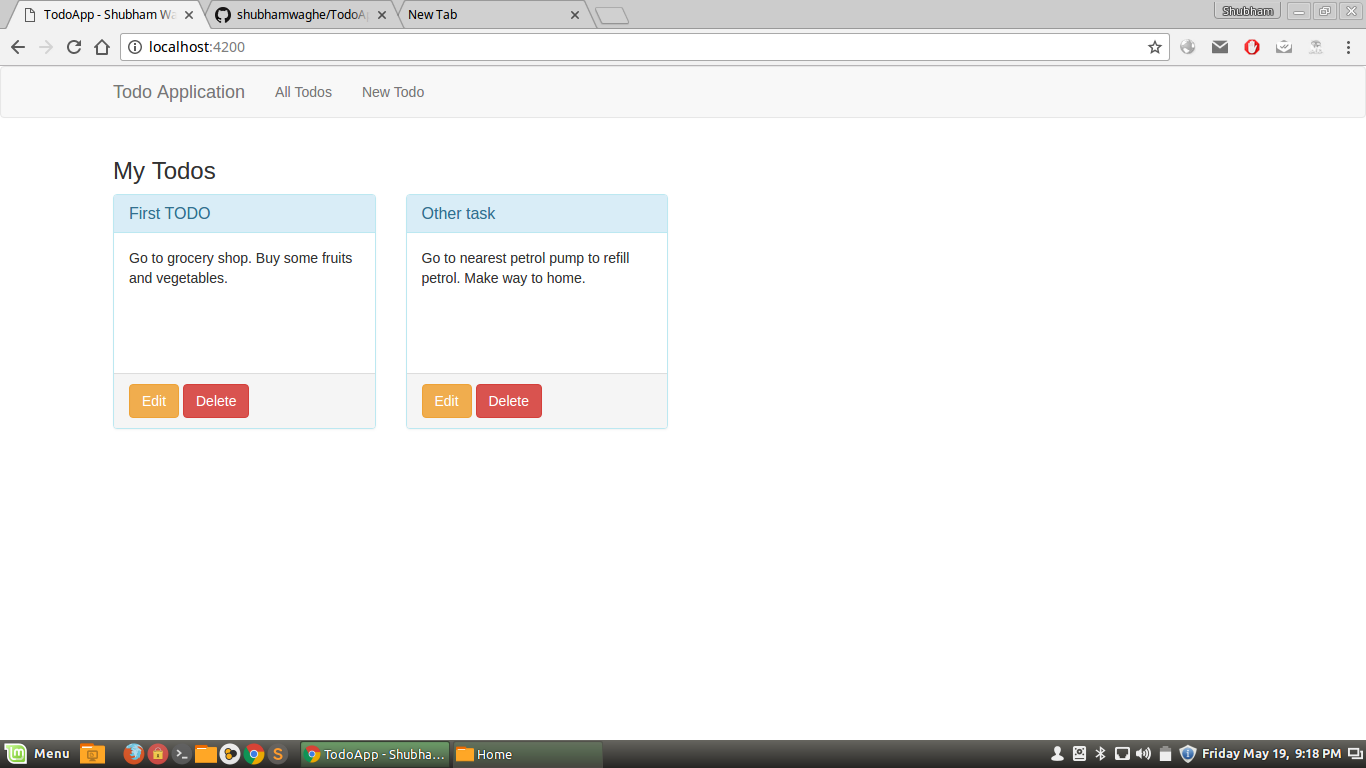 TodoApp - Shubham Wa
shubhamwaghe/TodoAp
New Tab
Shubham
localhost:4200
Todo Application
All Todos
New Todo
My Todos
First TODO
Go to grocery shop. Buy some fruits
and vegetables.
Edit Delete
Other task
Go to nearest petrol pump to refill
petrol. Make way to home.
Edit Delete
Menu
TodoApp - Shubha...
Home
Friday May 19, 9:18 PM